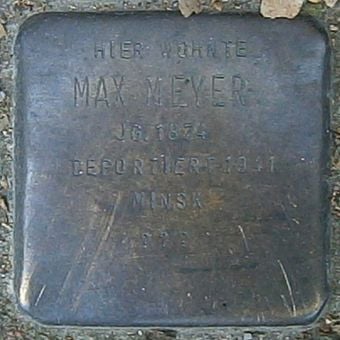 HIER WOHNTE
MAX MEYER
JG. 1874
DEPORTIERT 1941
MINSK
???